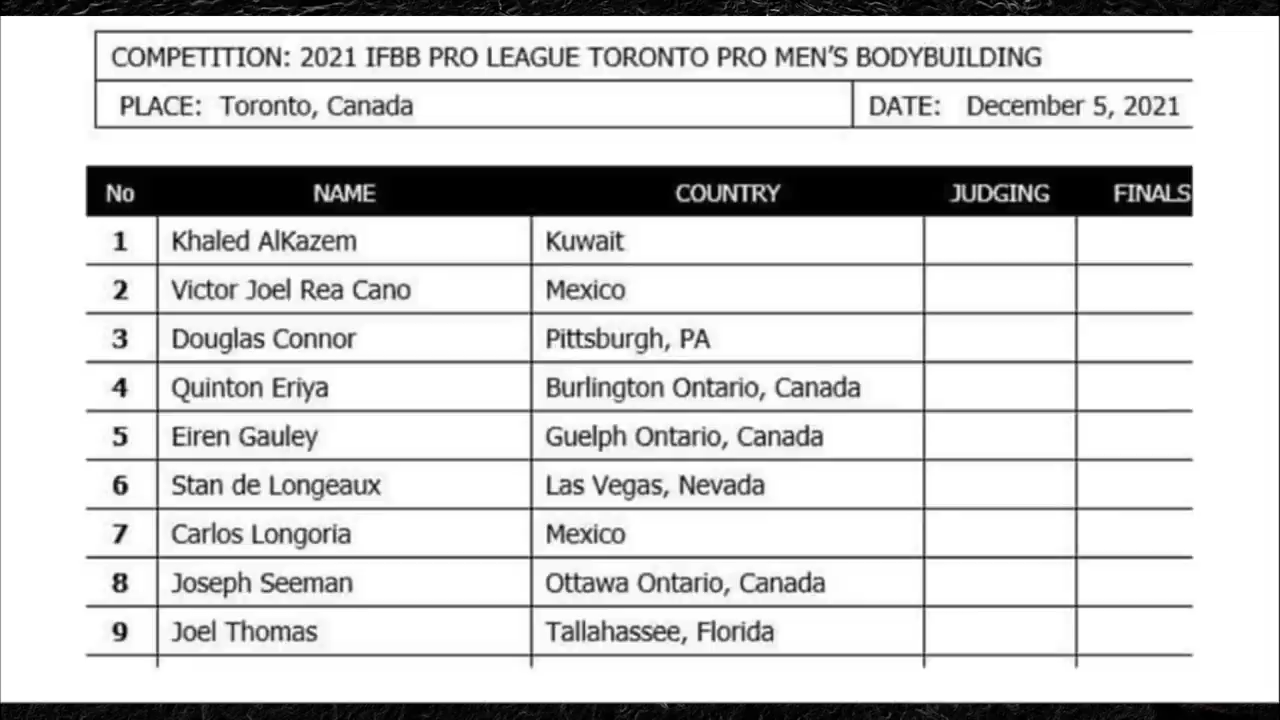 COMPETITION: 2021 IFBB PRO LEAGUE TORONTO PRO MEN’S BODYBUILDING
PLACE: Toronto, Canada DATE: December 5, 2021
No NAME COUNTRY JUDGING FINALS
1 Khaled AlKazem Kuwait
2 Victor Joel Rea Cano Mexico
3 Douglas Connor Pittsburgh, PA
4 Quinton Eriya Burlington Ontario, Canada
5 Eiren Gauley Guelph Ontario, Canada
6 Stan de Longeaux Las Vegas, Nevada
7 Carlos Longoria Mexico
8 Joseph Seeman Ottawa Ontario, Canada
9 Joel Thomas Tallahassee, Florida